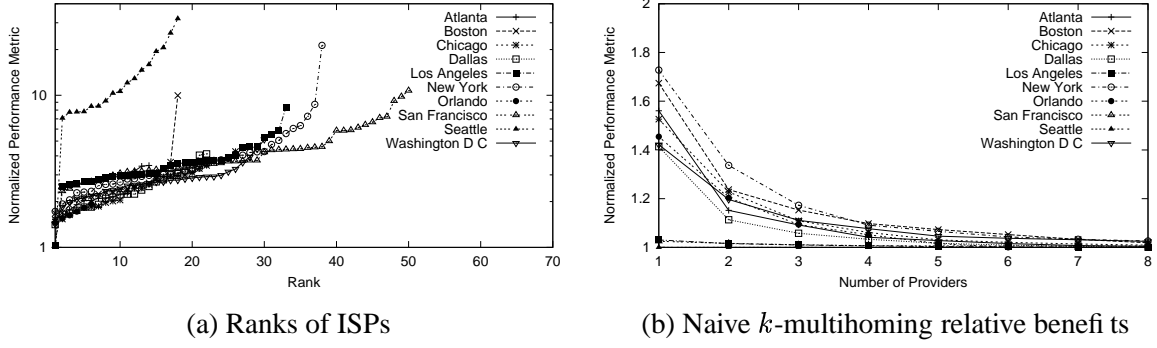 Normalized Performance Metric
10
1
10
20
30
40
50
60
70
Rank
Atlanta
Boston
Chicago
Dallas
Los Angeles
New York
Orlando
San Francisco
Seattle
Washington D C
(a) Ranks of ISPs
Normalized Performance Metric
2
1.8
1.6
1.4
1.2
1
1
2
3
4
5
6
7
8
Number of Providers
Atlanta
Boston
Chicago
Dallas
Los Angeles
New York
Orlando
San Francisco
Seattle
Washington D C
(b) Naive k-multihoming relative benefi ts